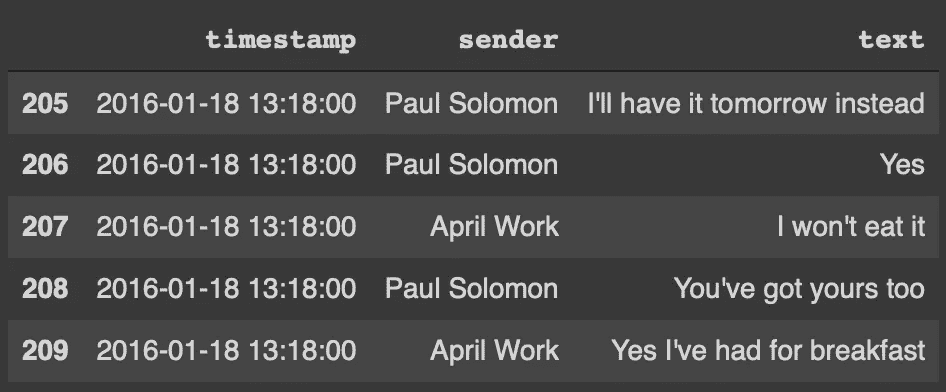 timestamp sender text
205 2016-01-18 13:18:00 Paul Solomon I'll have it tomorrow instead
206 2016-01-18 13:18:00 Paul Solomon Yes
207 2016-01-18 13:18:00 April Work I won't eat it
208 2016-01-18 13:18:00 Paul Solomon You've got yours too
209 2016-01-18 13:18:00 April Work Yes I've had for breakfast